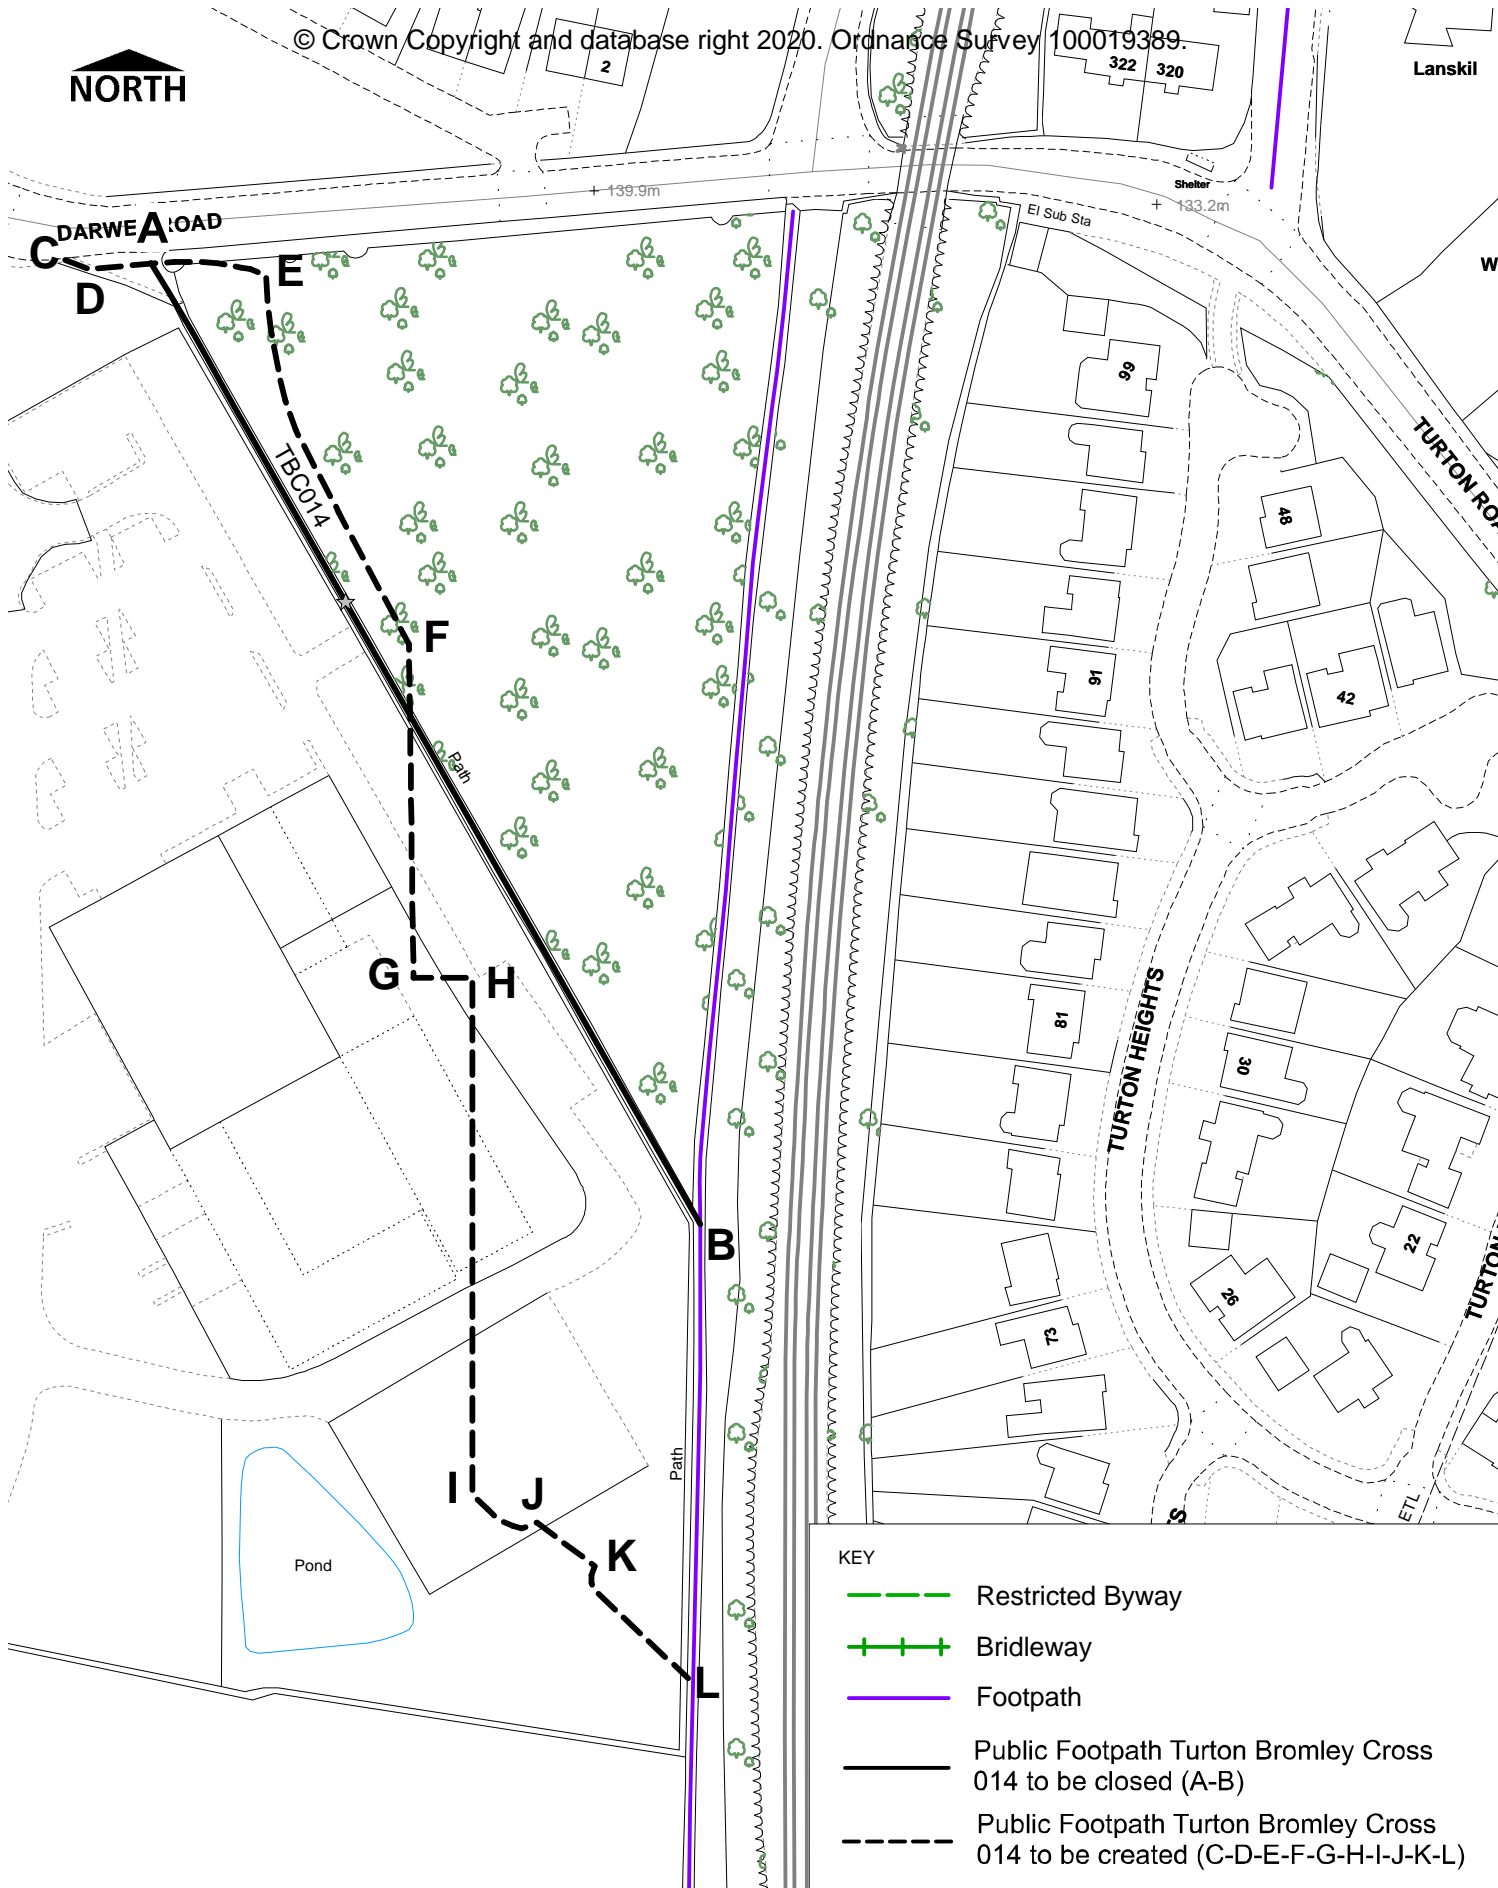 © Crown Copyright and database right 2020. Ordnance Survey 100019389.
NORTH
2
322
320
Lanskil
139.9m
Shelter
133.2m
El Sub Sta
W
A
C
D
E
99
TURTON ROA
TBC014
48
F
91
42
Path
G
H
81
TURTON HEIGHTS
30
B
22
26
TURTON
73
Path
I
J
K
L
Pond
ETL
TS
KEY
Restricted Byway
Bridleway
Footpath
Public Footpath Turton Bromley Cross
014 to be closed (A-B)
Public Footpath Turton Bromley Cross
014 to be created (C-D-E-F-G-H-I-J-K-L)